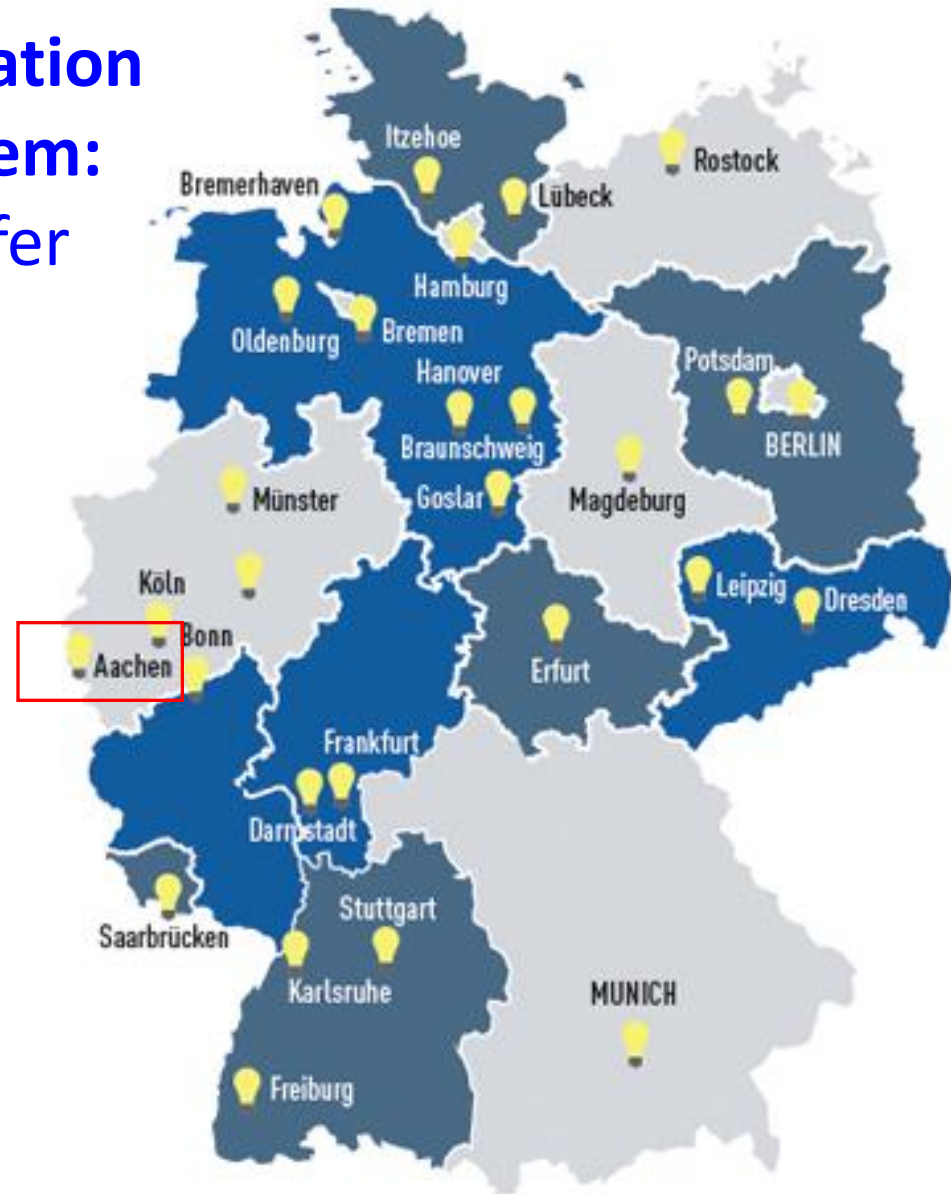 ation
em:
fer
Itzehoe
Rostock
Bremerhaven
Lübeck
Hamburg
Oldenburg
Bremen
Hanover
Potsdam
Braunschweig
BERLIN
Münster
Goslar
Magdeburg
Köln
Leipzig
Dresden
Bonn
Aachen
Erfurt
Frankfurt
Darmstadt
Stuttgart
Saarbrücken
Karlsruhe
MUNICH
Freiburg